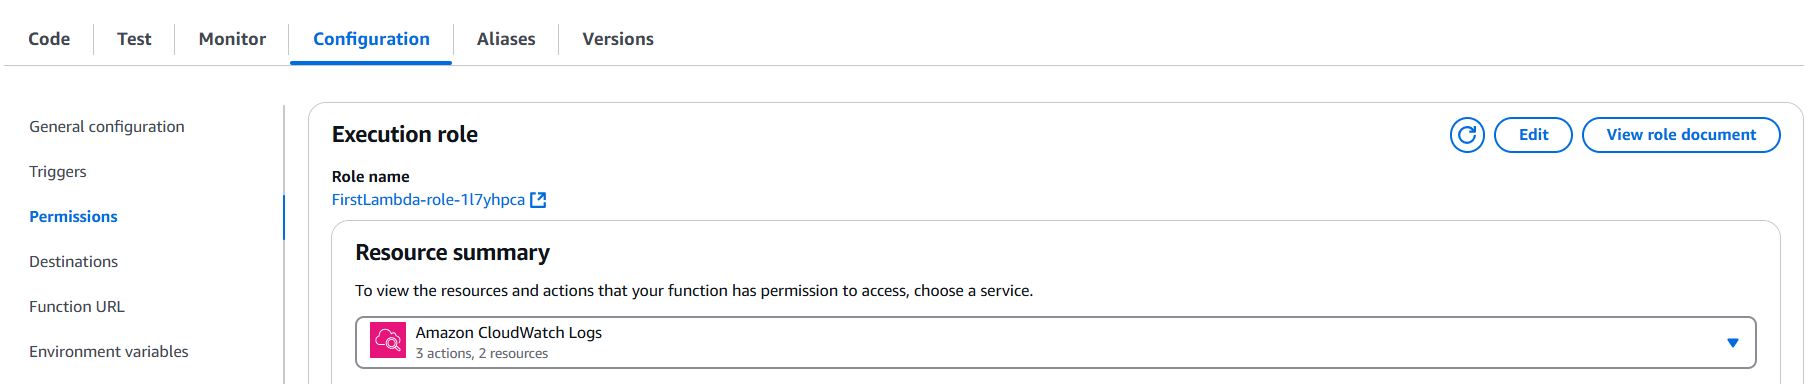 Code
Test
Monitor
Configuration
Aliases
Versions
General configuration
Triggers
Permissions
Destinations
Function URL
Environment variables
Execution role
Edit
View role document
Role name
FirstLambda-role-1l7yhpca
Resource summary
To view the resources and actions that your function has permission to access, choose a service.
Amazon CloudWatch Logs
3 actions, 2 resources